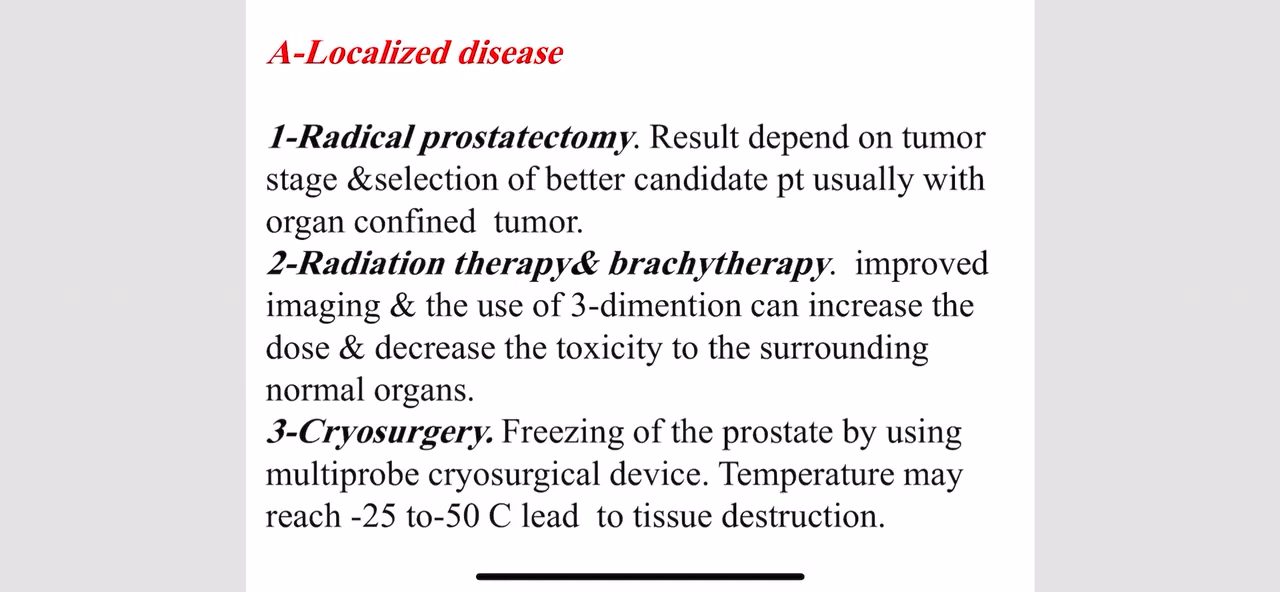 A-Localized disease
1-Radical prostatectomy. Result depend on tumor
stage &selection of better candidate pt usually with
organ confined  tumor.
2-Radiation therapy& brachytherapy.  improved
imaging & the use of 3-dimention can increase the
dose & decrease the toxicity to the surrounding
normal organs.
3-Cryosurgery. Freezing of the prostate by using
multiprobe cryosurgical device. Temperature may
reach -25 to-50 C lead  to tissue destruction.